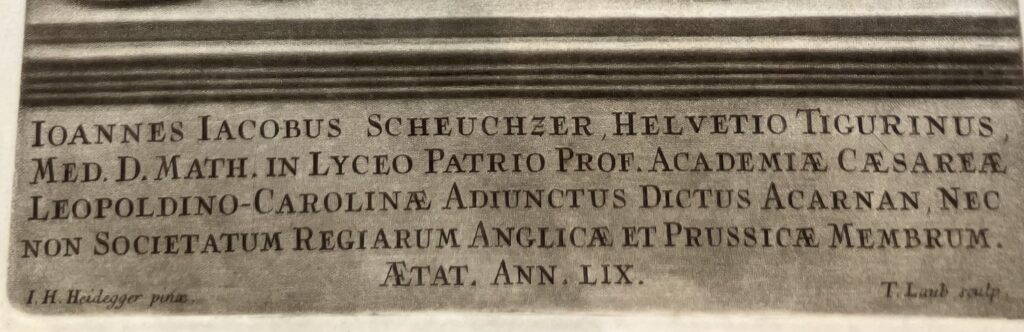 IOANNES IACOBUS SCHEUCHZER, HELVETIO TIGURINUS,
MED. D. MATH. IN LYCEO PATRIO PROF. ACADEMIÆ CÆSAREÆ
LEOPOLDINO-CAROLINÆ ADIUNCTUS DICTUS ACARNAN, NEC
NON SOCIETATUM REGIARUM ANGLICÆ ET PRUSSICÆ MEMBRUM.
ÆTAT. ANN. LIX.
I. H. Heidegger pinx. T. Laub sculp.